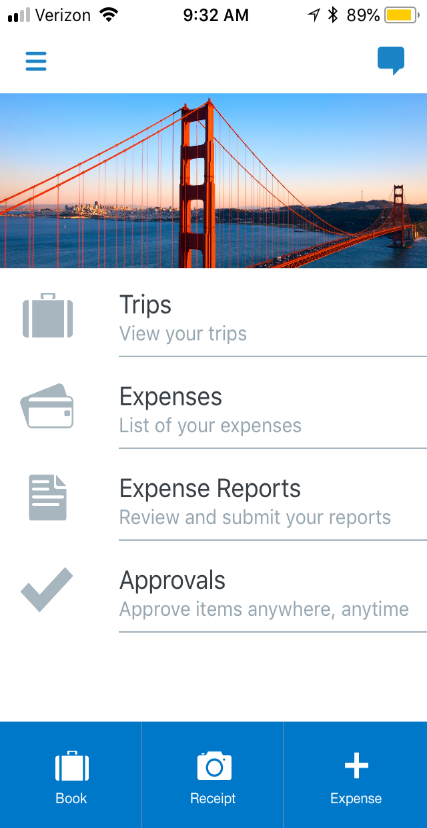 Verizon 9:32 AM 89%
Trips
View your trips
Expenses
List of your expenses
Expense Reports
Review and submit your reports
Approvals
Approve items anywhere, anytime
Book Receipt Expense